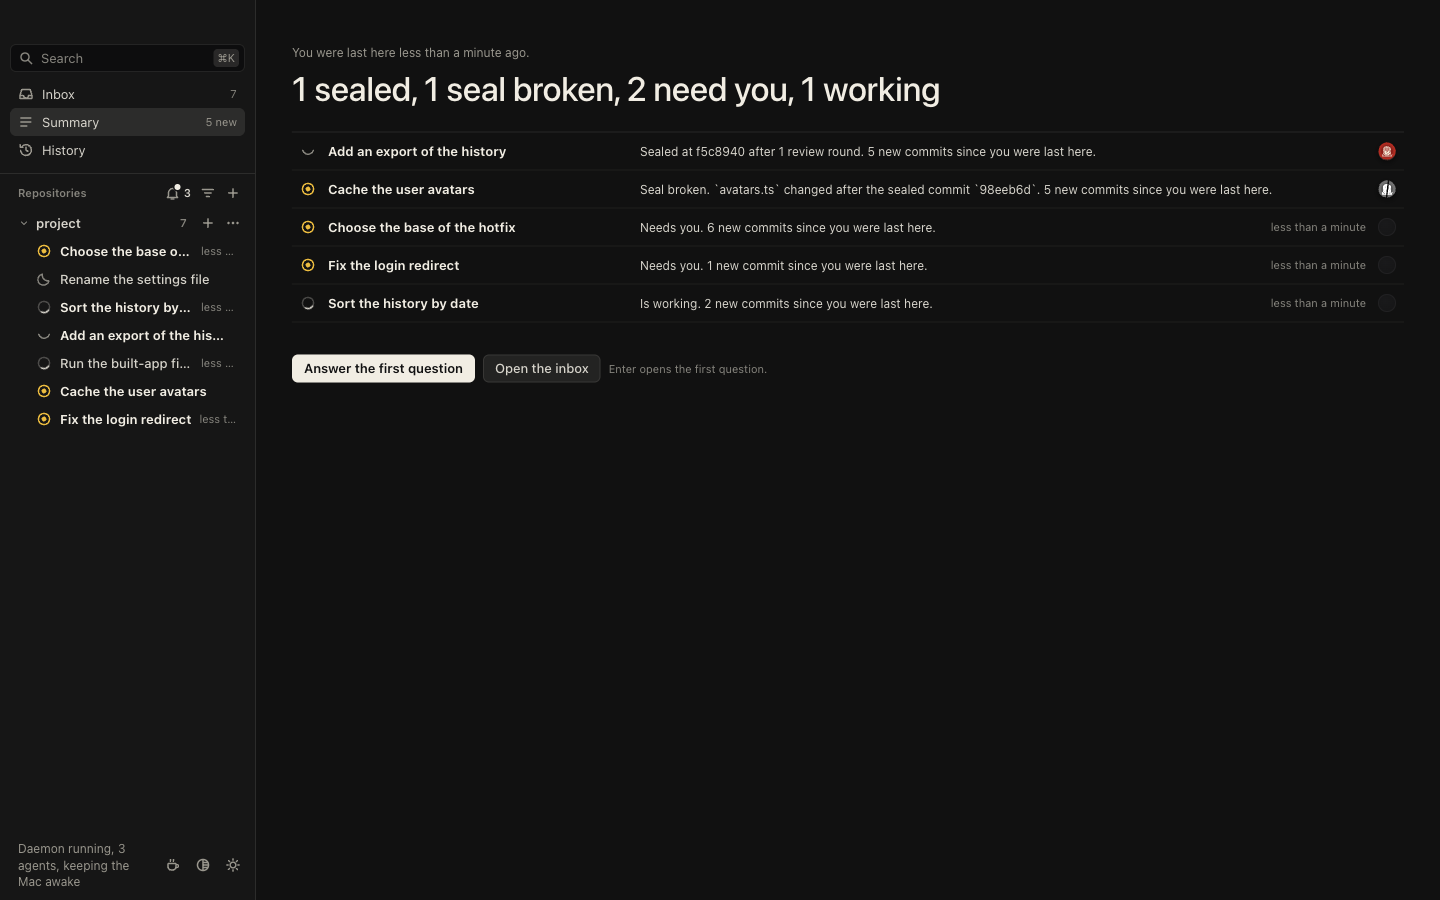 Search ⌘K
Inbox 7
Summary 5 new
History
Repositories 3
project 7
Choose the base o... less ...
Rename the settings file
Sort the history by... less ...
Add an export of the his...
Run the built-app fi... less ...
Cache the user avatars
Fix the login redirect less t...
Daemon running, 3
agents, keeping the
Mac awake
You were last here less than a minute ago.
1 sealed, 1 seal broken, 2 need you, 1 working
Add an export of the history Sealed at f5c8940 after 1 review round. 5 new commits since you were last here.
Cache the user avatars Seal broken. `avatars.ts` changed after the sealed commit `98eeb6d`. 5 new commits since you were last here.
Choose the base of the hotfix Needs you. 6 new commits since you were last here. less than a minute
Fix the login redirect Needs you. 1 new commit since you were last here. less than a minute
Sort the history by date Is working. 2 new commits since you were last here. less than a minute
Answer the first question Open the inbox Enter opens the first question.